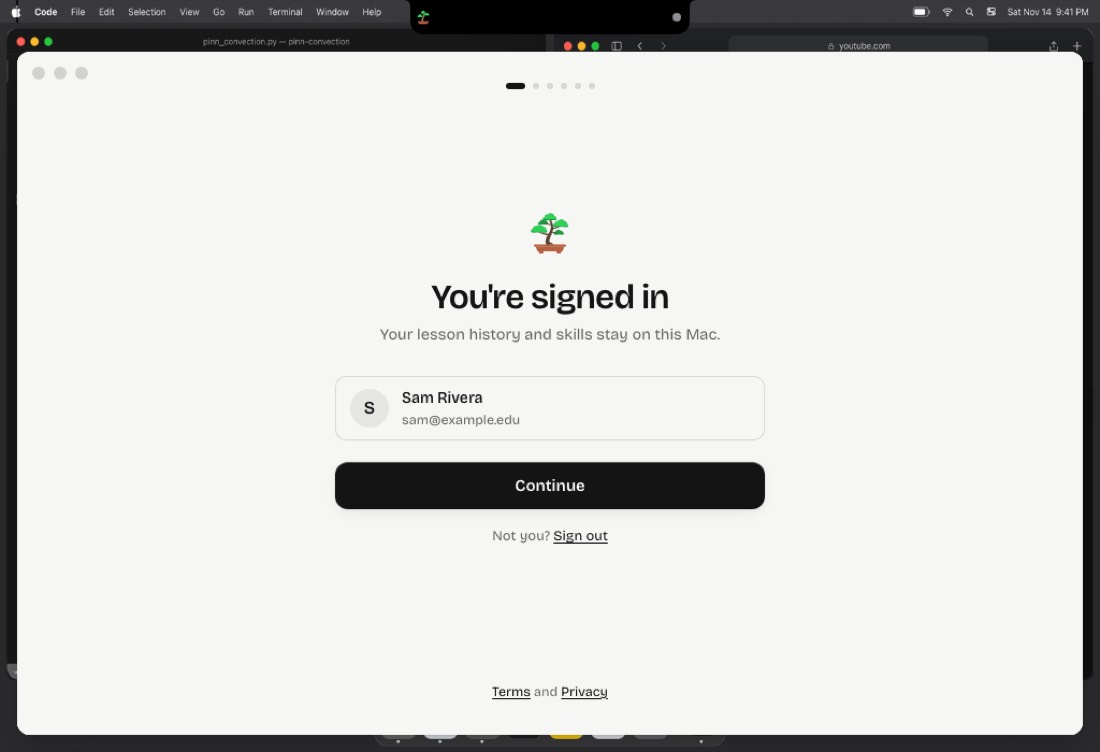 Code File Edit Selection View Go Run Terminal Window Help
Sat Nov 14 9:41 PM
pinn_convection.py — pinn-convection
youtube.com
You're signed in
Your lesson history and skills stay on this Mac.
S
Sam Rivera
sam@example.edu
Continue
Not you? Sign out
Terms and Privacy